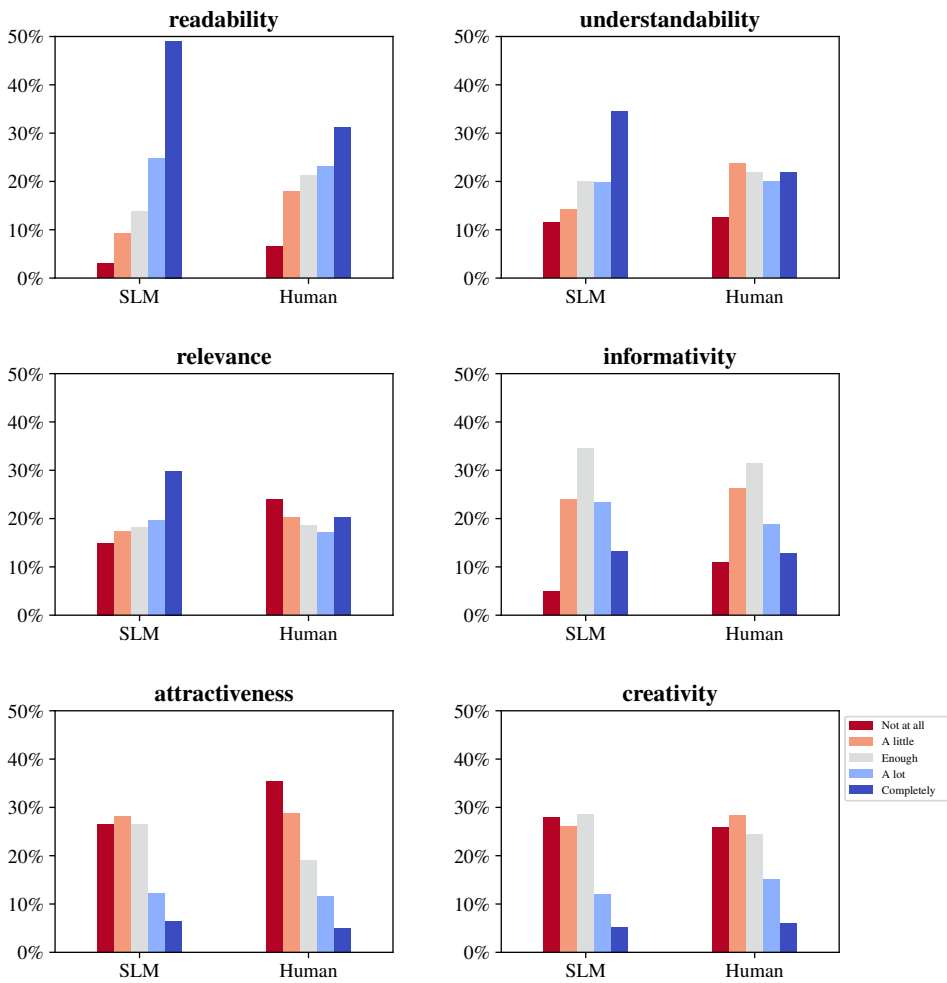 readability
50%
40%
30%
20%
10%
0%
SLM
Human
understandability
50%
40%
30%
20%
10%
0%
SLM
Human
relevance
50%
40%
30%
20%
10%
0%
SLM
Human
informativity
50%
40%
30%
20%
10%
0%
SLM
Human
attractiveness
50%
40%
30%
20%
10%
0%
SLM
Human
creativity
50%
40%
30%
20%
10%
0%
SLM
Human
Not at all
A little
Enough
A lot
Completely